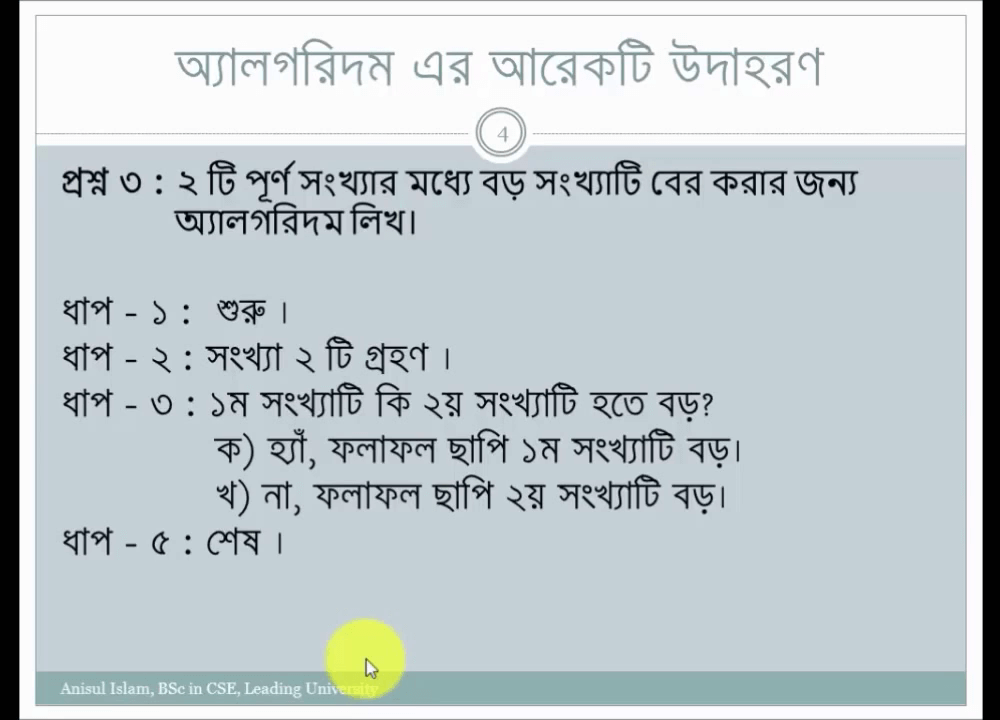 অ্যালগরিদম এর আরেকটি উদাহরণ
4
প্রশ্ন ৩ : ২ টি পূর্ণ সংখ্যার মধ্যে বড় সংখ্যাটি বের করার জন্য
অ্যালগরিদম লিখ।
ধাপ - ১ : শুরু ।
ধাপ - ২ : সংখ্যা ২ টি গ্রহণ ।
ধাপ - ৩ : ১ম সংখ্যাটি কি ২য় সংখ্যাটি হতে বড়?
ক) হ্যাঁ, ফলাফল ছাপি ১ম সংখ্যাটি বড়।
খ) না, ফলাফল ছাপি ২য় সংখ্যাটি বড়।
ধাপ - ৫ : শেষ ।
Anisul Islam, BSc in CSE, Leading University